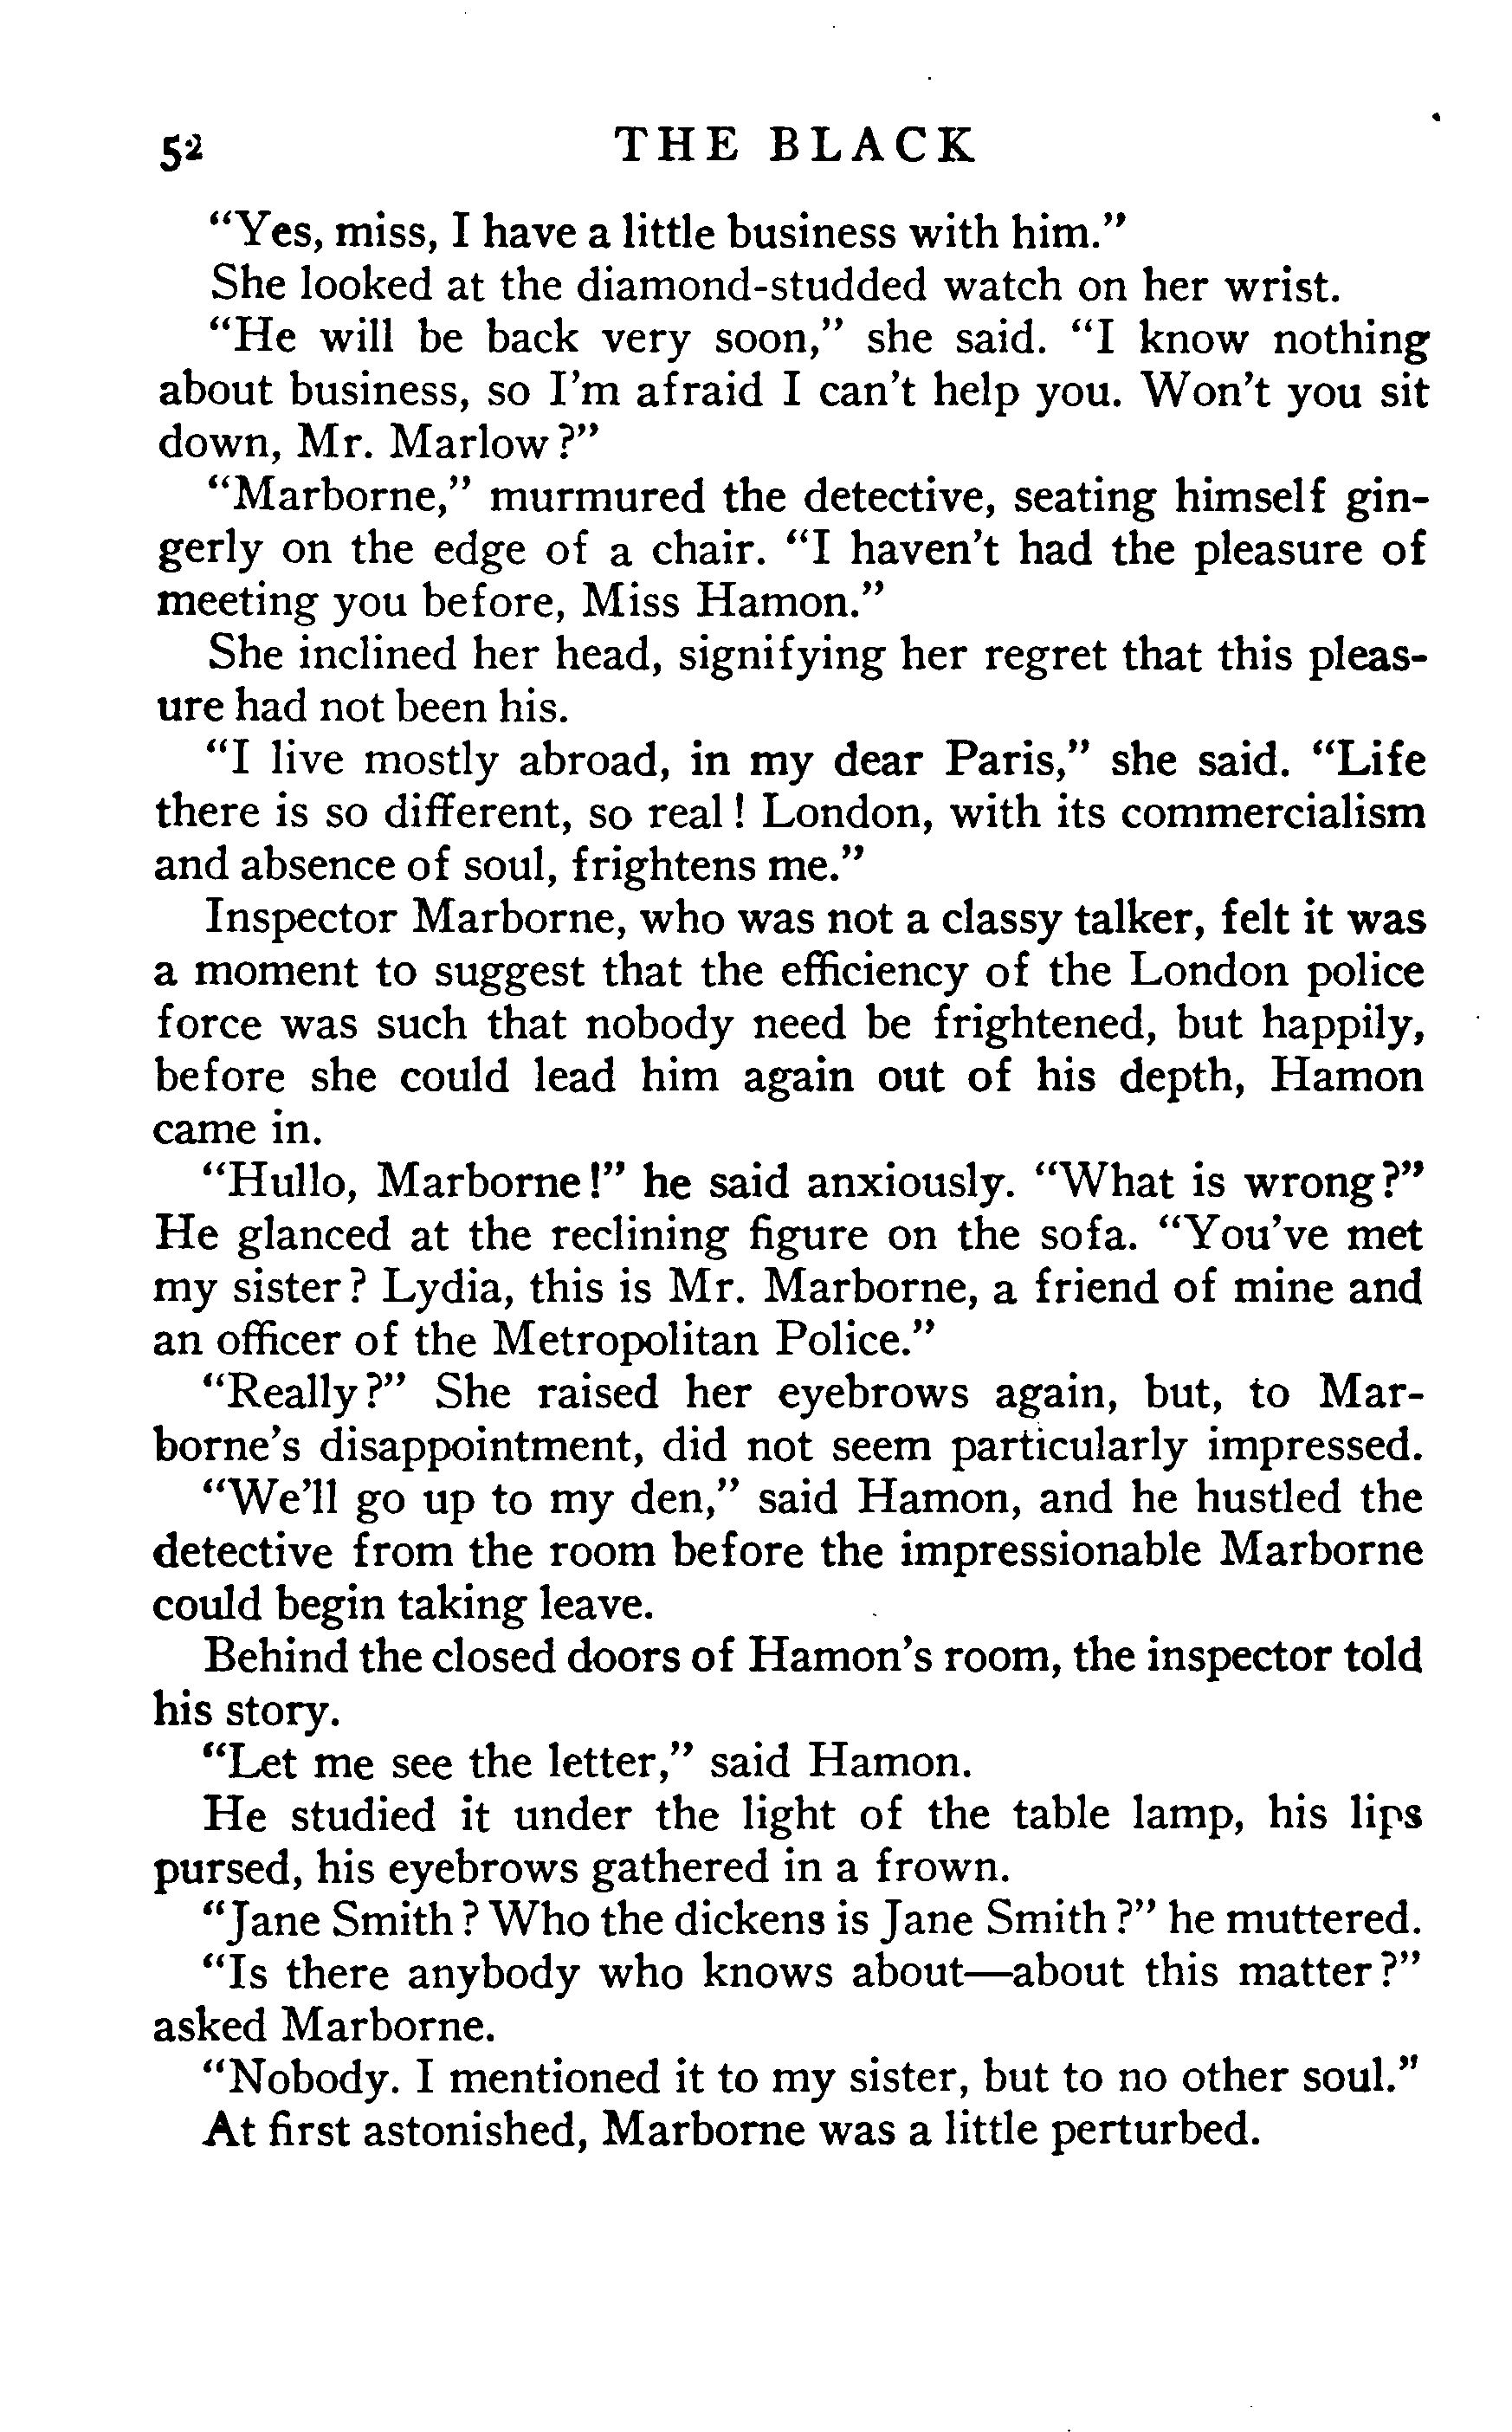 52 THE BLACK
"Yes, miss, I have a little business with him."
She looked at the diamond-studded watch on her wrist.
"He will be back very soon," she said. "I know nothing
about business, so I'm afraid I can't help you. Won't you sit
down, Mr. Marlow?"
"Marborne," murmured the detective, seating himself gin-
gerly on the edge of a chair. "I haven't had the pleasure of
meeting you before, Miss Hamon."
She inclined her head, signifying her regret that this pleas-
ure had not been his.
"I live mostly abroad, in my dear Paris," she said. "Life
there is so different, so real! London, with its commercialism
and absence of soul, frightens me."
Inspector Marborne, who was not a classy talker, felt it was
a moment to suggest that the efficiency of the London police
force was such that nobody need be frightened, but happily,
before she could lead him again out of his depth, Hamon
came in.
"Hullo, Marborne!" he said anxiously. "What is wrong?"
He glanced at the reclining figure on the sofa. "You've met
my sister? Lydia, this is Mr. Marborne, a friend of mine and
an officer of the Metropolitan Police."
"Really?" She raised her eyebrows again, but, to Mar-
borne's disappointment, did not seem particularly impressed.
"We'll go up to my den," said Hamon, and he hustled the
detective from the room before the impressionable Marborne
could begin taking leave.
Behind the closed doors of Hamon's room, the inspector told
his story.
"Let me see the letter," said Hamon.
He studied it under the light of the table lamp, his lips
pursed, his eyebrows gathered in a frown.
"Jane Smith? Who the dickens is Jane Smith?" he muttered.
"Is there anybody who knows about—about this matter?"
asked Marborne.
"Nobody. I mentioned it to my sister, but to no other soul."
At first astonished, Marborne was a little perturbed.